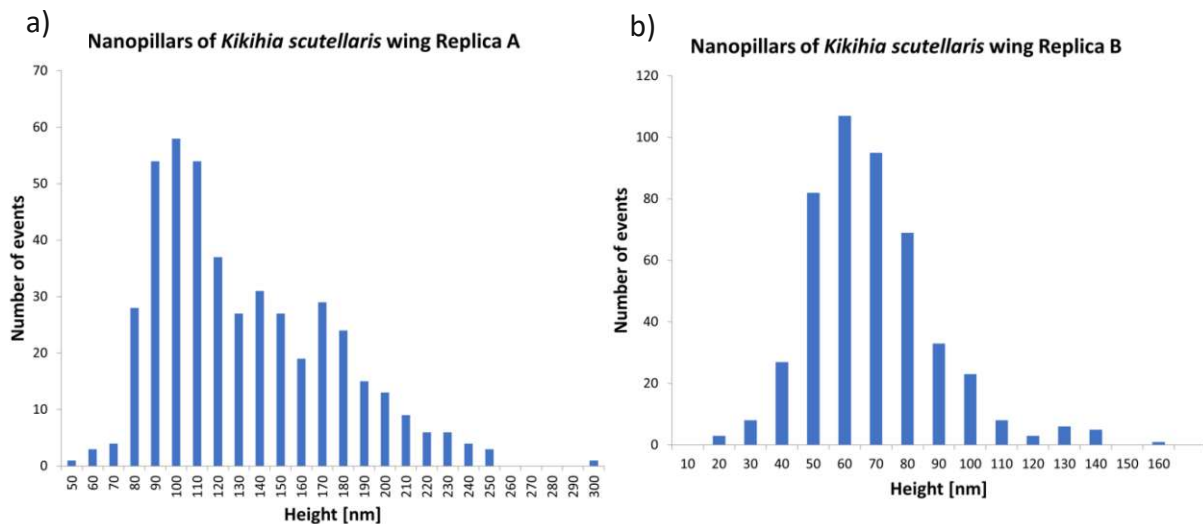 a)
Nanopillars of Kikihia scutellaris wing Replica A
70
60
50
40
30
20
10
0
Number of events
50 60 70 80 90 100 110 120 130 140 150 160 170 180 190 200 210 220 230 240 250 260 270 280 290 300
Height [nm]
b)
Nanopillars of Kikihia scutellaris wing Replica B
120
100
80
60
40
20
0
Number of events
10 20 30 40 50 60 70 80 90 100 110 120 130 140 150 160
Height [nm]